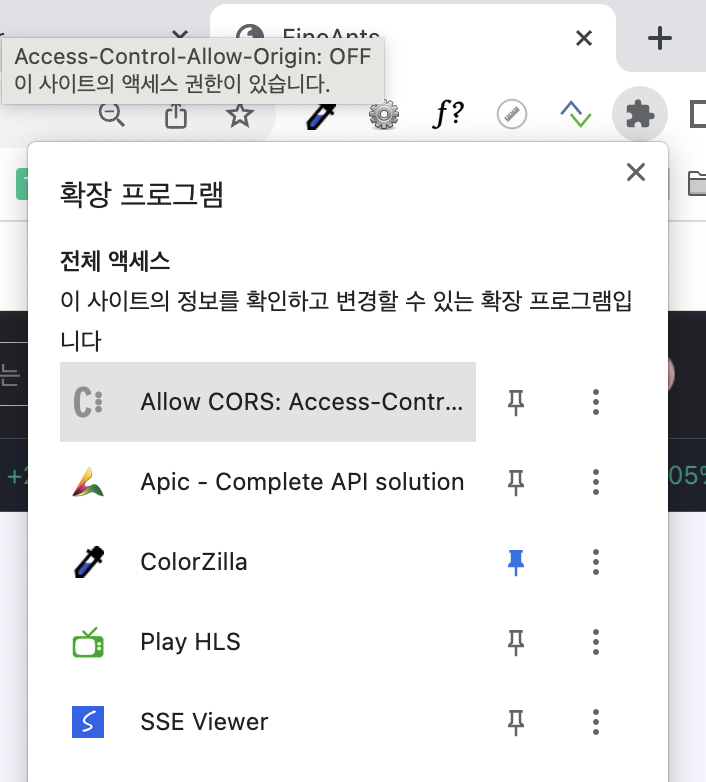 FineAnts
Access-Control-Allow-Origin: OFF
이 사이트의 액세스 권한이 있습니다.
f?
확장 프로그램
전체 액세스
이 사이트의 정보를 확인하고 변경할 수 있는 확장 프로그램입
니다
는
Allow CORS: Access-Contr...
+2
Apic - Complete API solution
05%
ColorZilla
Play HLS
SSE Viewer